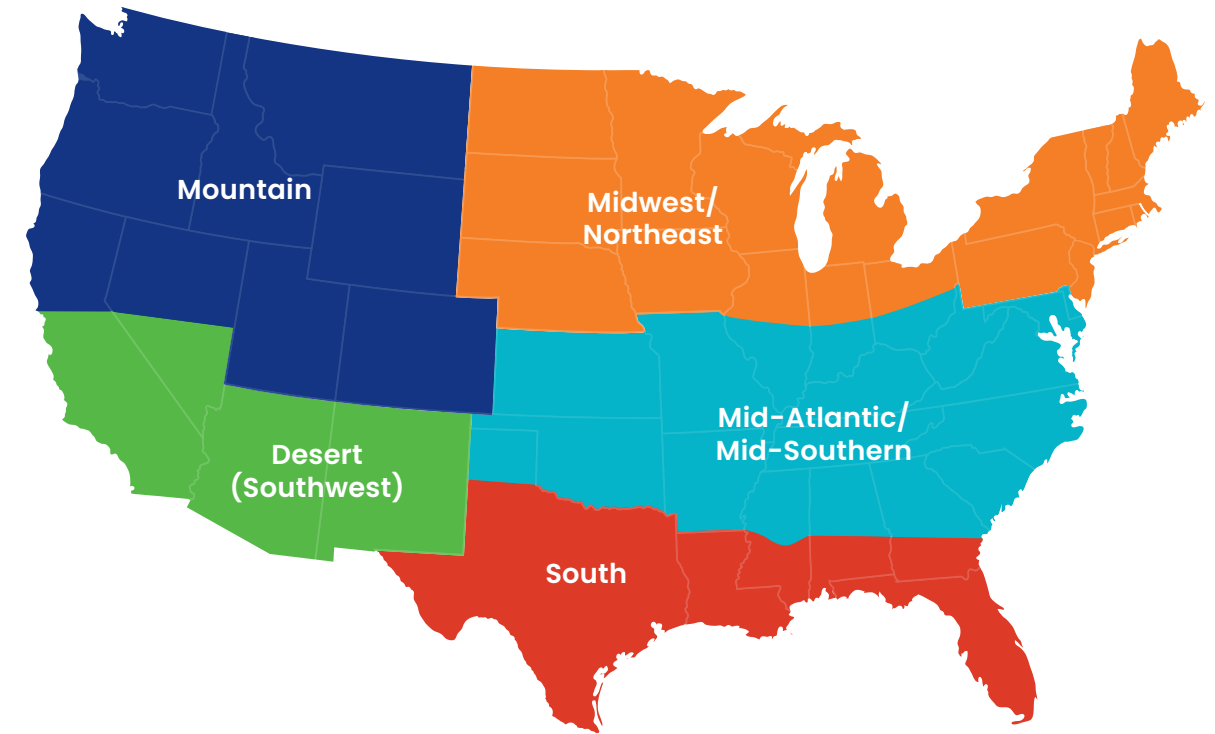 Mountain
Midwest/
Northeast
Mid-Atlantic/
Mid-Southern
Desert
(Southwest)
South